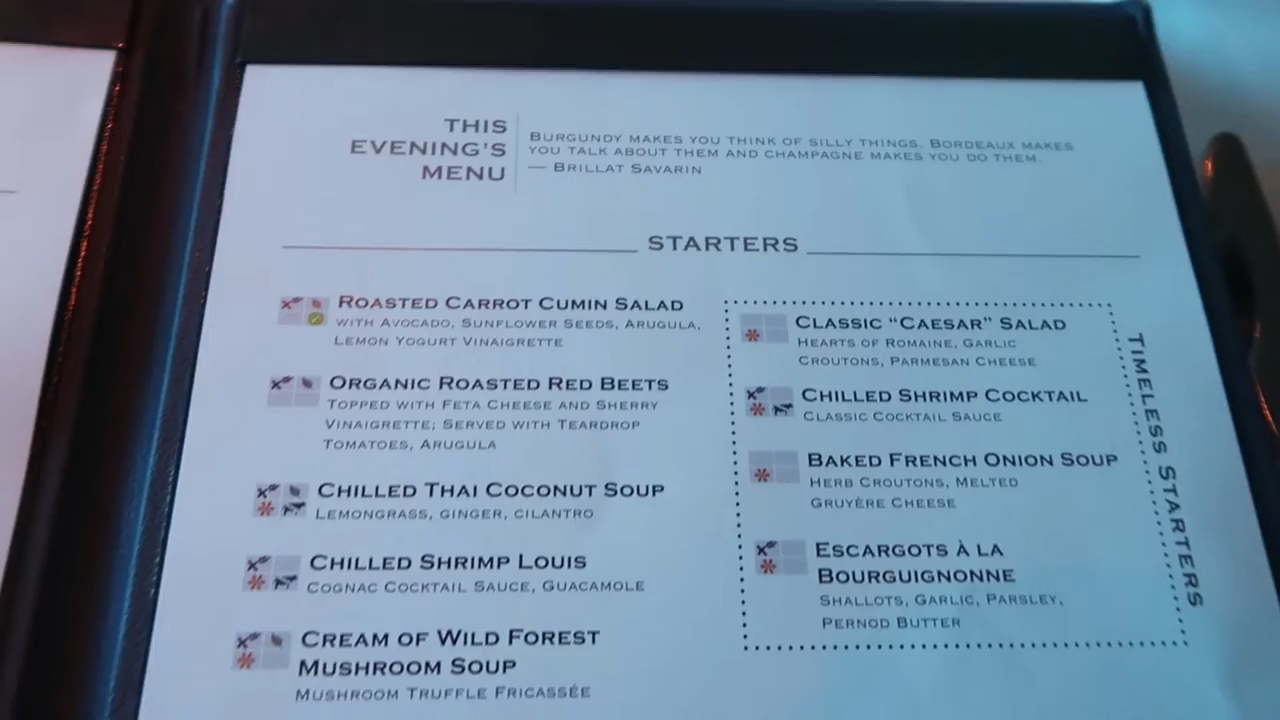 THIS
EVENING'S
MENU
BURGUNDY MAKES YOU THINK OF SILLY THINGS. BORDEAUX MAKES
YOU TALK ABOUT THEM AND CHAMPAGNE MAKES YOU DO THEM.
— BRILLAT SAVARIN
STARTERS
ROASTED CARROT CUMIN SALAD
WITH AVOCADO, SUNFLOWER SEEDS, ARUGULA,
LEMON YOGURT VINAIGRETTE
ORGANIC ROASTED RED BEETS
TOPPED WITH FETA CHEESE AND SHERRY
VINAIGRETTE; SERVED WITH TEARDROP
TOMATOES, ARUGULA
CHILLED THAI COCONUT SOUP
LEMONGRASS, GINGER, CILANTRO
CHILLED SHRIMP LOUIS
COGNAC COCKTAIL SAUCE, GUACAMOLE
CREAM OF WILD FOREST
MUSHROOM SOUP
MUSHROOM TRUFFLE FRICASSÉE
CLASSIC “CAESAR” SALAD
HEARTS OF ROMAINE, GARLIC
CROUTONS, PARMESAN CHEESE
CHILLED SHRIMP COCKTAIL
CLASSIC COCKTAIL SAUCE
BAKED FRENCH ONION SOUP
HERB CROUTONS, MELTED
GRUYÈRE CHEESE
ESCARGOTS À LA
BOURGUIGNONNE
SHALLOTS, GARLIC, PARSLEY,
PERNOD BUTTER
TIMELESS STARTERS